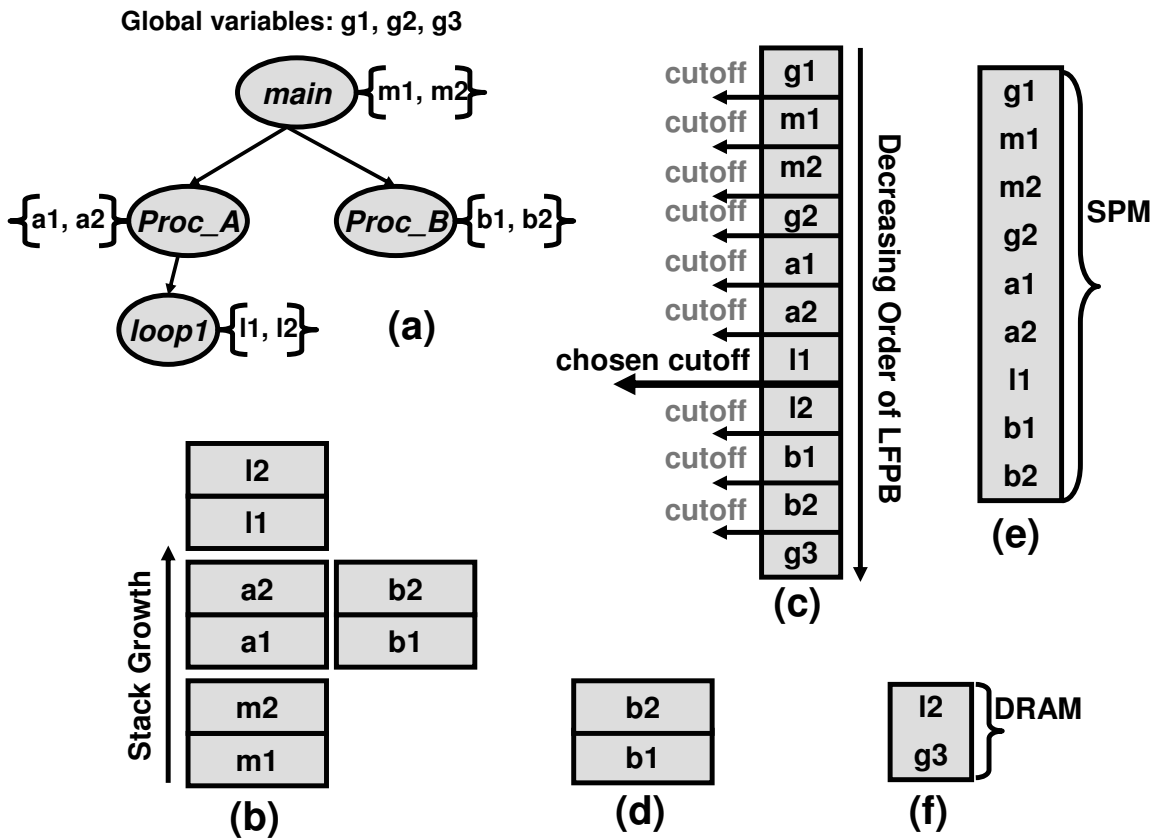 Global variables: g1, g2, g3
main
m1, m2
a1, a2
Proc_A
Proc_B
b1, b2
loop1
l1, l2
(a)
l2
l1
a2
a1
b2
b1
m2
m1
Stack Growth
(b)
cutoff
g1
cutoff
m1
cutoff
m2
cutoff
g2
cutoff
a1
cutoff
a2
chosen cutoff
l1
cutoff
l2
cutoff
b1
cutoff
b2
g3
Decreasing Order of LFPB
(c)
b2
b1
(d)
g1
m1
m2
g2
a1
a2
l1
b1
b2
SPM
(e)
l2
g3
DRAM
(f)